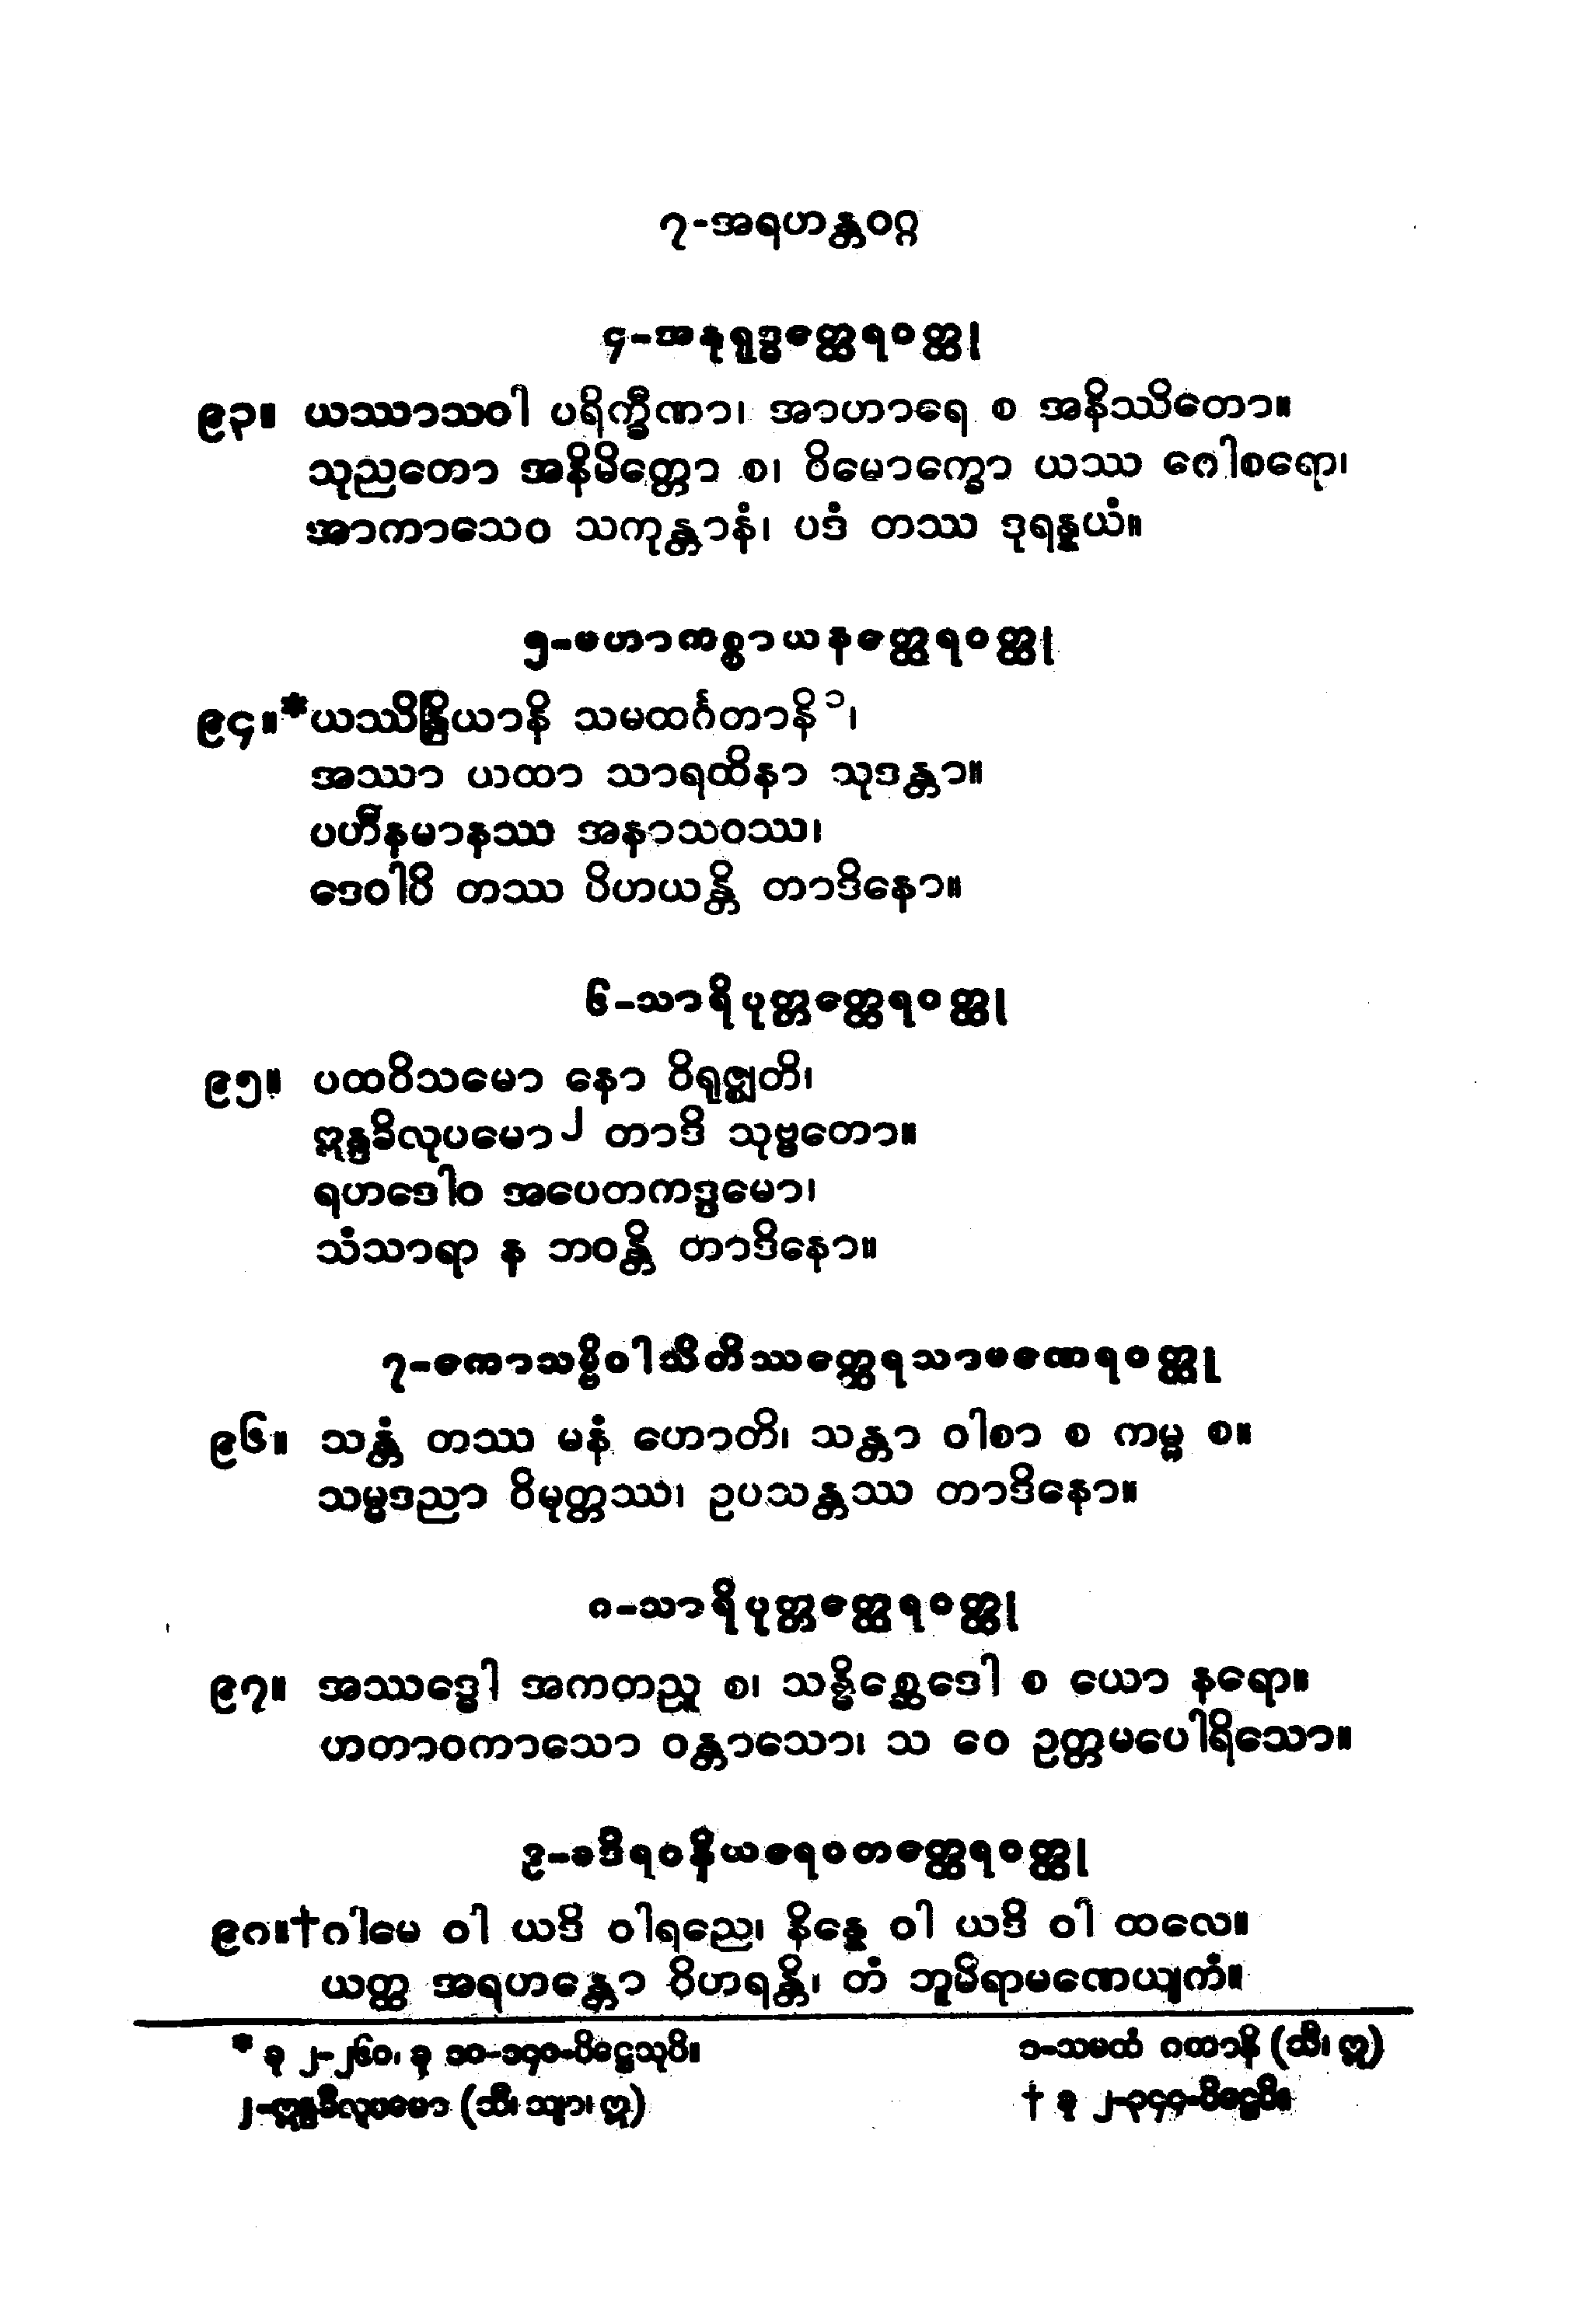 ၇-အရဟန္တဝဂ္ဂ
၄-အနုရုဒ္ဓတ္ထေရဝတ္ထု
၉၃။ ယဿာသဝါ ပရိက္ခီဏာ၊ အာဟာရေ စ အနိဿိတော။
သုညတော အနိမိတ္တော စ၊ ဝိမောက္ခော ယဿ ဂေါစရော၊
အာကာသေဝ သကုန္တာနံ၊ ပဒံ တဿ ဒုရန္နယံ။
၅-မဟာကစ္စာယနတ္ထေရဝတ္ထု
၉၄။*ယဿိန္ဒြိယာနိ သမထင်္ဂတာနိ၁၊
အဿာ ယထာ သာရထိနာ သုဒန္တာ။
ပဟီနမာနဿ အနာသဝဿ၊
ဒေဝါပိ တဿ ပိဟယန္တိ တာဒိနော။
၆-သာရိပုတ္တတ္ထေရဝတ္ထု
၉၅။ ပထဝိသမော နော ဝိရုဇ္ဈတိ၊
ဣန္ဒခိလုပမော၂ တာဒိ သုဗ္ဗတော။
ရဟဒေါဝ အပေတကဒ္ဒမော၊
သံသာရာ န ဘဝန္တိ တာဒိနော။
၇-ကောသမ္ဗိဝါသိတိဿတ္ထေရသာမဏေရဝတ္ထု
၉၆။ သန္တံ တဿ မနံ ဟောတိ၊ သန္တာ ဝါစာ စ ကမ္မ စ။
သမ္မဒညာ ဝိမုတ္တဿ၊ ဥပသန္တဿ တာဒိနော။
၈-သာရိပုတ္တတ္ထေရဝတ္ထု
၉၇။ အဿဒ္ဓေါ အကတညူ စ၊ သန္ဓိစ္ဆေဒေါ စ ယော နရော။
ဟတာဝကာသော ဝန္တာသော၊ သ ဝေ ဥတ္တမပေါရိသော။
၉-ခဒိရဝနိယရေဝတတ္ထေရဝတ္ထု
၉၈။†ဂါမေ ဝါ ယဒိ ဝါရညေ၊ နိန္နေ ဝါ ယဒိ ဝါ ထလေ။
ယတ္ထ အရဟန္တော ဝိဟရန္တိ၊ တံ ဘူမိရာမဏေယျကံ။
* ခု ၂-၂၆၀၊ ခု ၁၀-၁၄၀-ပိဋ္ဌေသုပိ။ ၁-သမထံ ဂတာနိ (သီ၊ ဣ)
၂-ဣန္ဒခီလုပမော (သီ၊ သျာ၊ ဣ) † ခု ၂-၃၄၄-ပိဋ္ဌေပိ။